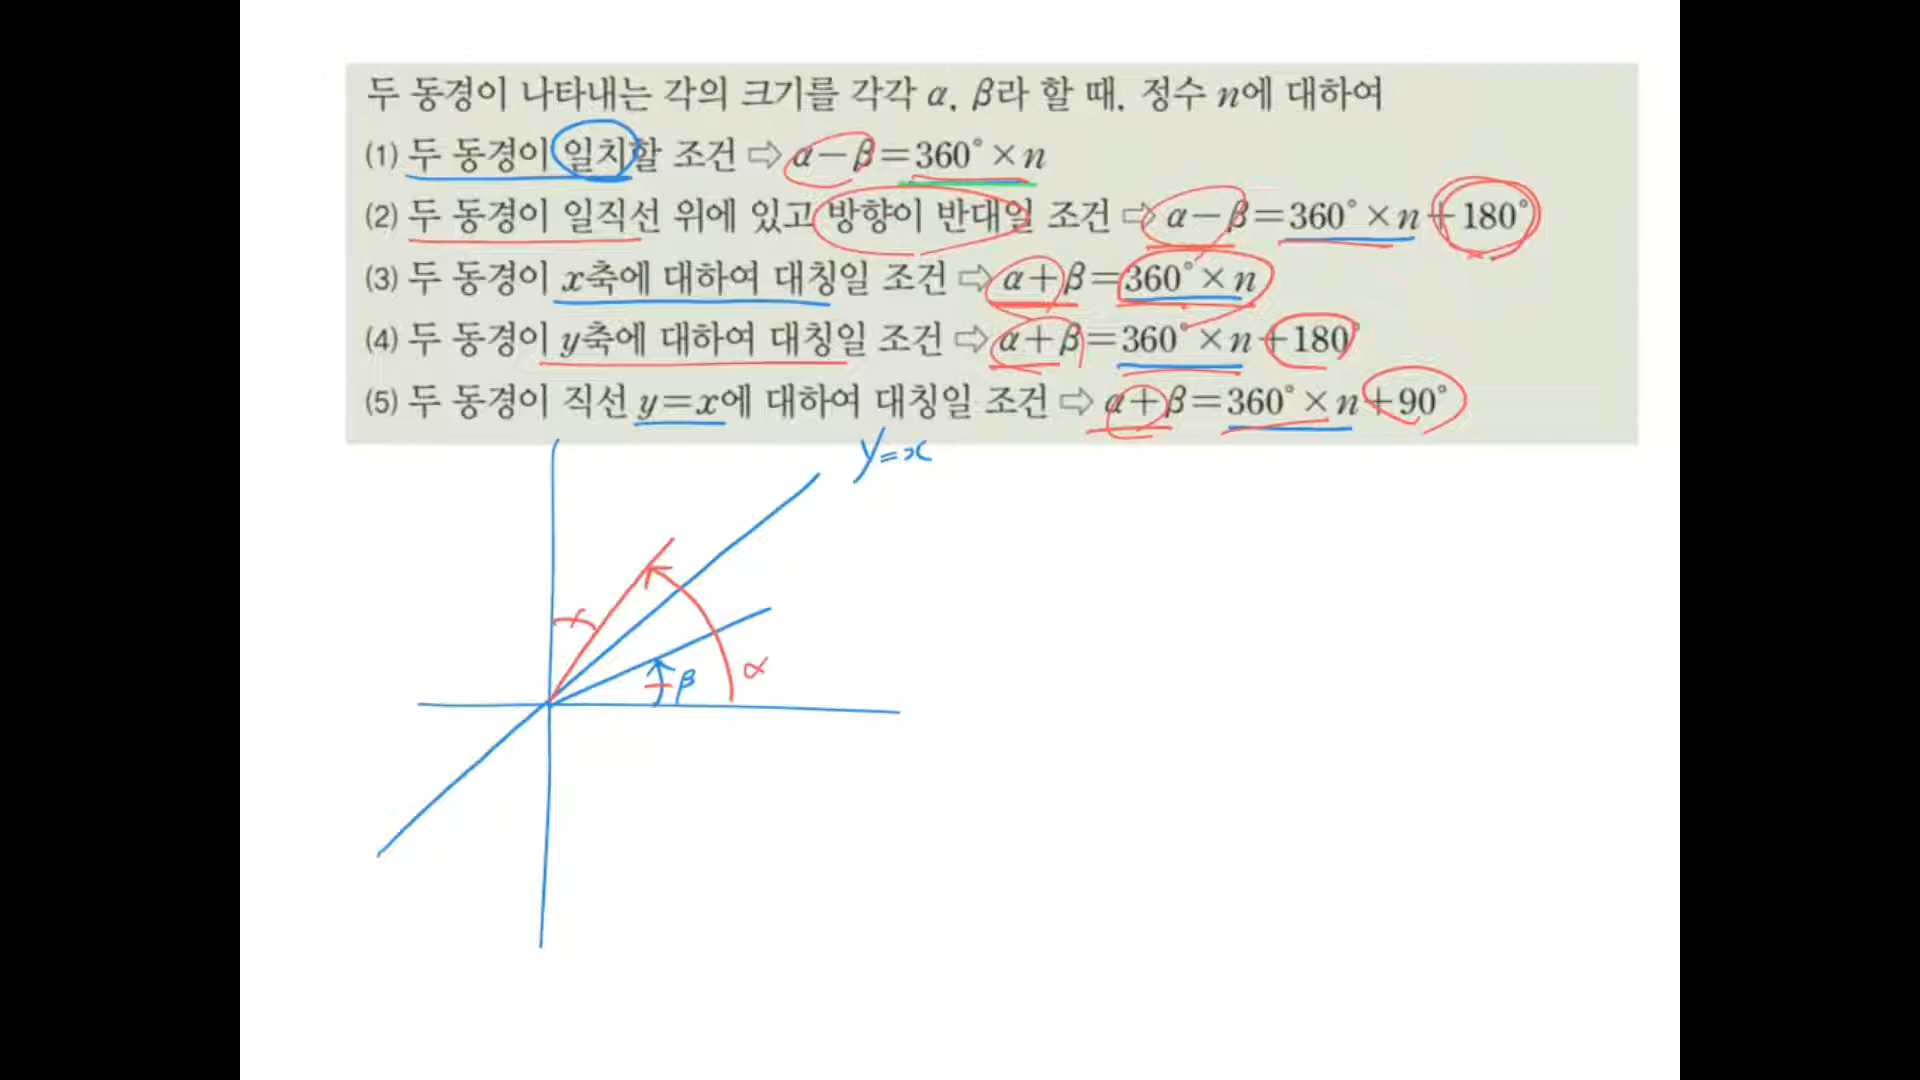 두 동경이 나타내는 각의 크기를 각각 α, β라 할 때, 정수 n에 대하여
(1) 두 동경이 일치할 조건 ⇨ α-β=360°×n
(2) 두 동경이 일직선 위에 있고 방향이 반대일 조건 ⇨ α-β=360°×n+180°
(3) 두 동경이 x축에 대하여 대칭일 조건 ⇨ α+β=360°×n
(4) 두 동경이 y축에 대하여 대칭일 조건 ⇨ α+β=360°×n+180°
(5) 두 동경이 직선 y=x에 대하여 대칭일 조건 ⇨ α+β=360°×n+90°
y=x
α
β